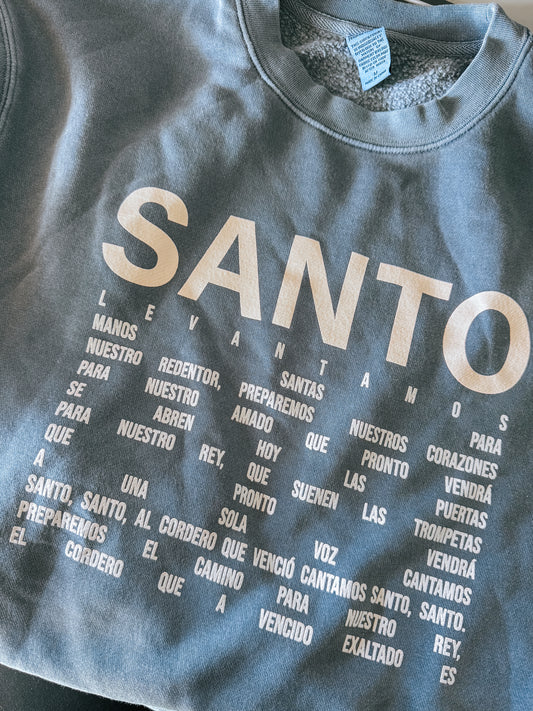 SANTO
LEVANTAMOS
MANOS SANTAS PARA
NUESTRO REDENTOR, PREPAREMOS NUESTROS CORAZONES
PARA NUESTRO AMADO QUE PRONTO VENDRÁ
SE ABREN HOY LAS PUERTAS
PARA NUESTRO REY, QUE SUENEN LAS TROMPETAS
QUE PRONTO VENDRÁ
A UNA SOLA VOZ CANTAMOS
SANTO, SANTO, AL CORDERO QUE VENCIÓ CANTAMOS SANTO, SANTO.
PREPAREMOS EL CAMINO PARA NUESTRO REY,
EL CORDERO QUE A VENCIDO EXALTADO ES